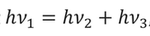 hν₁ = hν₂ + hν₃.